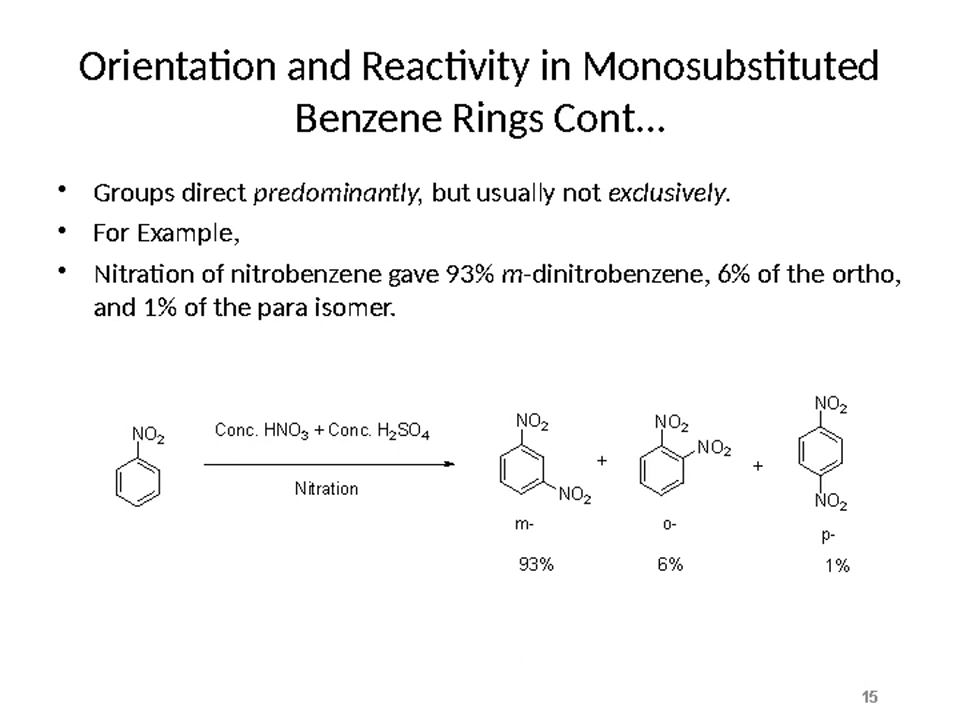 Orientation and Reactivity in Monosubstituted
Benzene Rings Cont...
• Groups direct predominantly, but usually not exclusively.
• For Example,
• Nitration of nitrobenzene gave 93% m-dinitrobenzene, 6% of the ortho,
and 1% of the para isomer.
NO2
Conc. HNO3 + Conc. H2SO4
Nitration
NO2
NO2
m-
93%
+
NO2
NO2
o-
6%
+
NO2
NO2
p-
1%
15